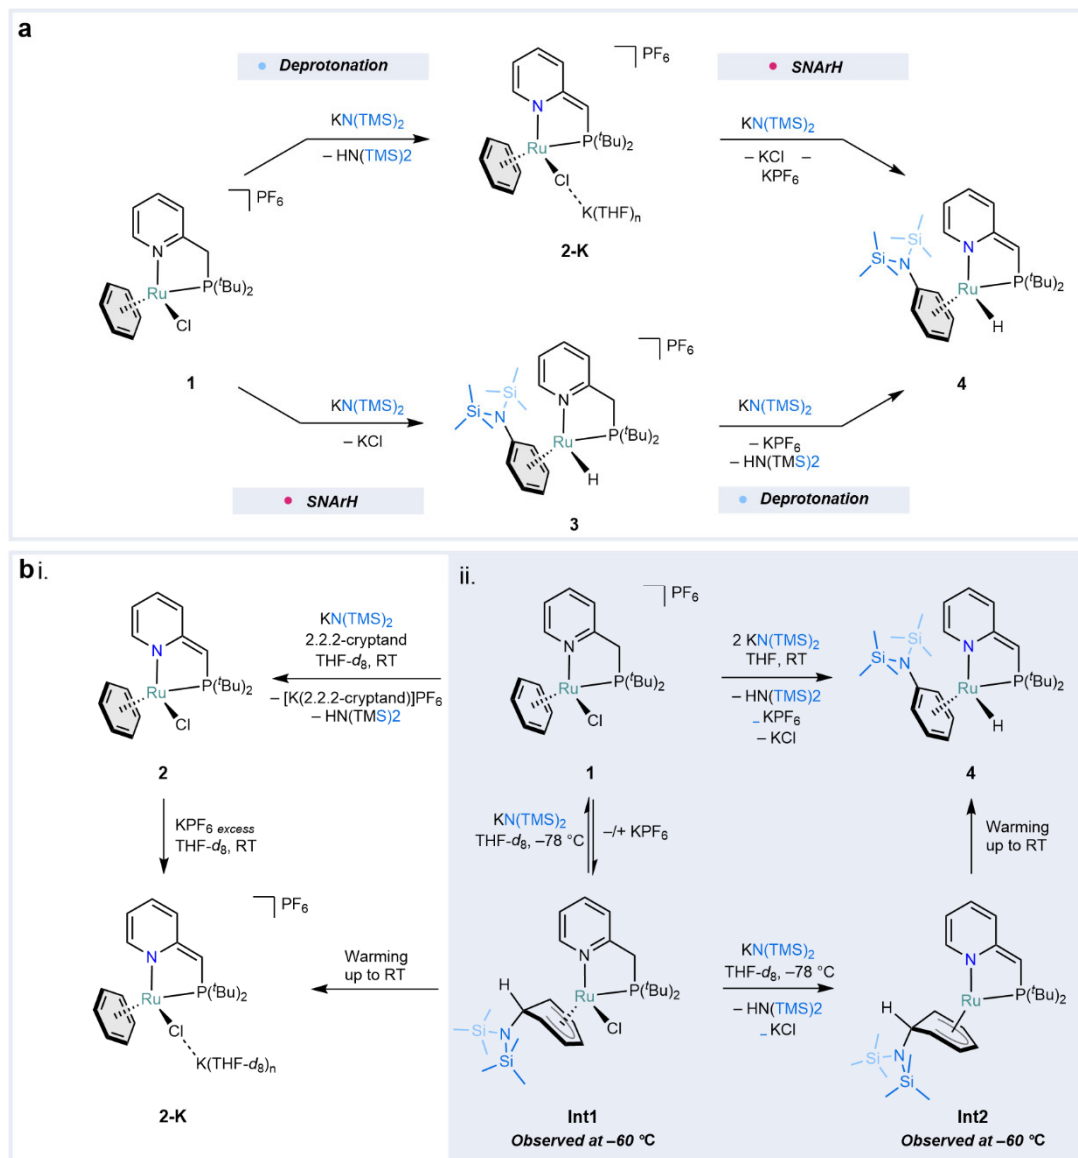 a
Deprotonation
SNArH
KN(TMS)2
– HN(TMS)2
N
Ru
P(tBu)2
Cl
K(THF)n
PF6
2-K
KN(TMS)2
– KCl –
KPF6
PF6
N
Ru
P(tBu)2
Cl
1
Si
Si
N
N
Ru
P(tBu)2
H
4
KN(TMS)2
– KCl
PF6
Si
Si
N
N
Ru
P(tBu)2
H
3
KN(TMS)2
– KPF6
– HN(TMS)2
SNArH
Deprotonation
b i.
N
Ru
P(tBu)2
Cl
2
KN(TMS)2
2.2.2-cryptand
THF-d8, RT
– [K(2.2.2-cryptand)]PF6
– HN(TMS)2
KPF6 excess
THF-d8, RT
PF6
N
Ru
P(tBu)2
Cl
K(THF-d8)n
2-K
Warming
up to RT
ii.
PF6
N
Ru
P(tBu)2
Cl
1
2 KN(TMS)2
THF, RT
– HN(TMS)2
– KPF6
– KCl
Si
Si
N
N
Ru
P(tBu)2
H
4
KN(TMS)2
THF-d8, –78 °C
–/+ KPF6
N
Ru
P(tBu)2
Cl
H
Si
N
Si
Int1
Observed at –60 °C
KN(TMS)2
THF-d8, –78 °C
– HN(TMS)2
– KCl
Warming
up to RT
N
Ru
P(tBu)2
H
Si
N
Si
Int2
Observed at –60 °C